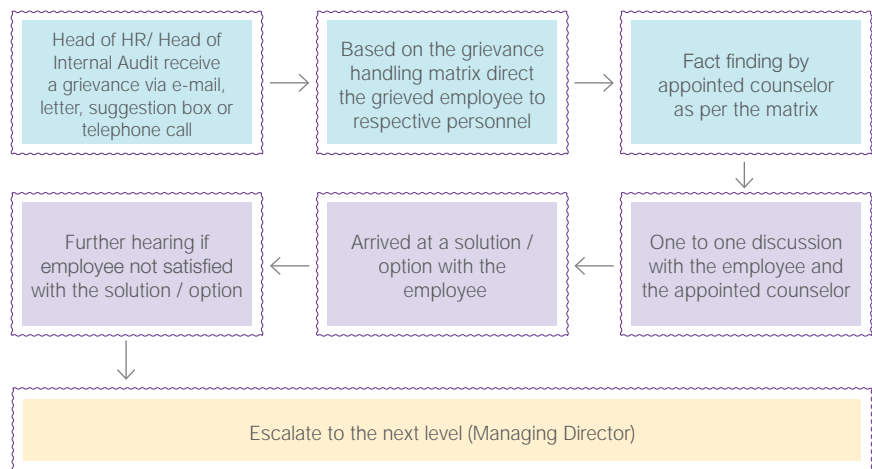 Head of HR/ Head of
Internal Audit receive
a grievance via e-mail,
letter, suggestion box or
telephone call
Based on the grievance
handling matrix direct
the grieved employee to
respective personnel
Fact finding by
appointed counselor
as per the matrix
One to one discussion
with the employee and
the appointed counselor
Arrived at a solution /
option with the
employee
Further hearing if
employee not satisfied
with the solution / option
Escalate to the next level (Managing Director)